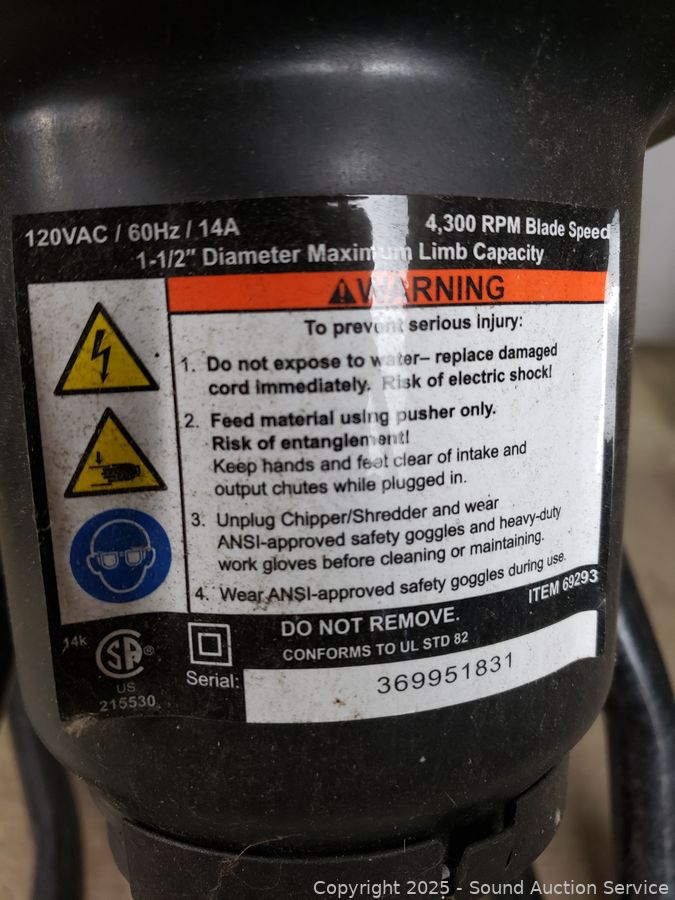 120VAC / 60Hz / 14A
4,300 RPM Blade Speed
1-1/2" Diameter Maximum Limb Capacity
WARNING
To prevent serious injury:
1. Do not expose to water– replace damaged
cord immediately. Risk of electric shock!
2. Feed material using pusher only.
Risk of entanglement!
Keep hands and feet clear of intake and
output chutes while plugged in.
3. Unplug Chipper/Shredder and wear
ANSI-approved safety goggles and heavy-duty
work gloves before cleaning or maintaining.
4. Wear ANSI-approved safety goggles during use.
ITEM 69293
14k
SA®
US
215530
DO NOT REMOVE.
CONFORMS TO UL STD 82
Serial:
369951831
Copyright 2025 - Sound Auction Service